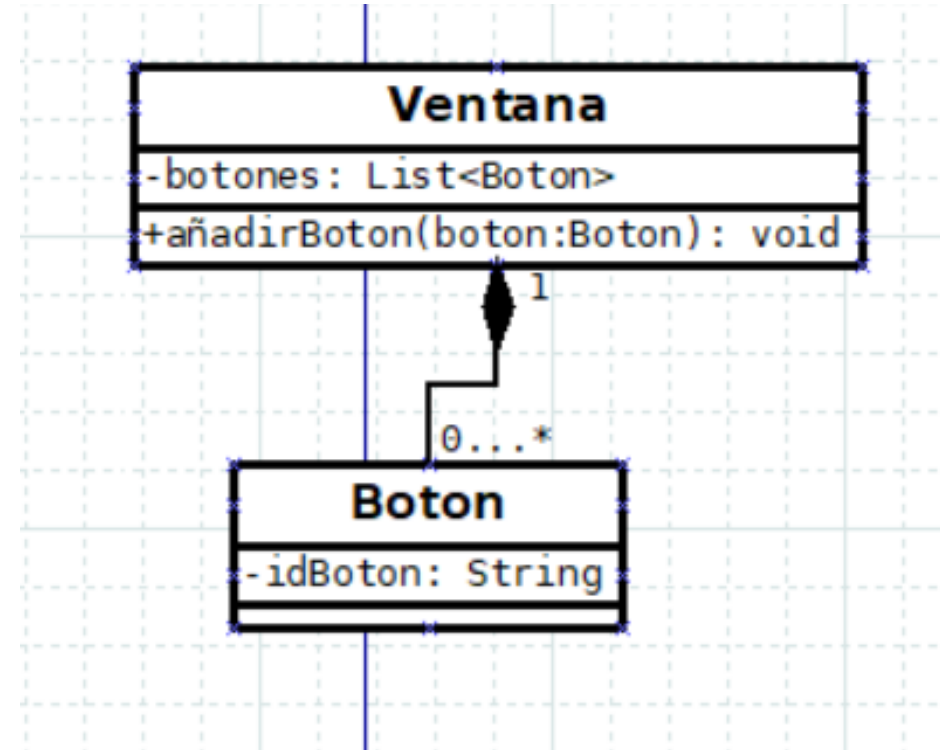 Ventana
-botones: List<Boton>
+añadirBoton(boton:Boton): void
1
0...*
Boton
-idBoton: String